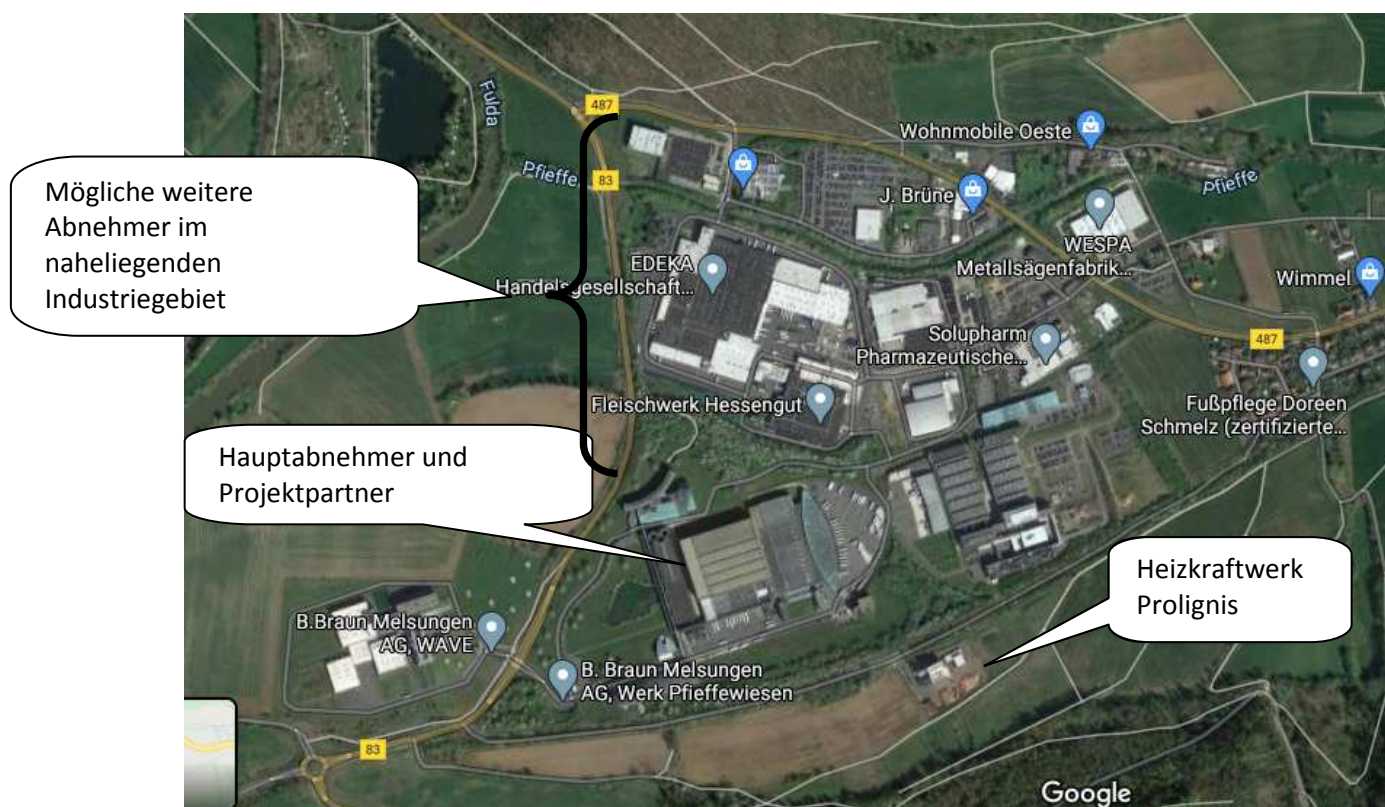 Fulda
487
Wohnmobile Oeste
Pfieffe
83
Pfieffe
J. Brüne
Mögliche weitere
Abnehmer im
naheliegenden
Industriegebiet
WESPA
Metallsägenfabrik...
EDEKA
Handelsgesellschaft...
Wimmel
Solupharm
Pharmazeutische...
487
Fleischwerk Hessengut
Fußpflege Doreen
Schmelz (zertifizierte...
Hauptabnehmer und
Projektpartner
Heizkraftwerk
Prolignis
B.Braun Melsungen
AG, WAVE
B. Braun Melsungen
AG, Werk Pfieffewiesen
83
Google